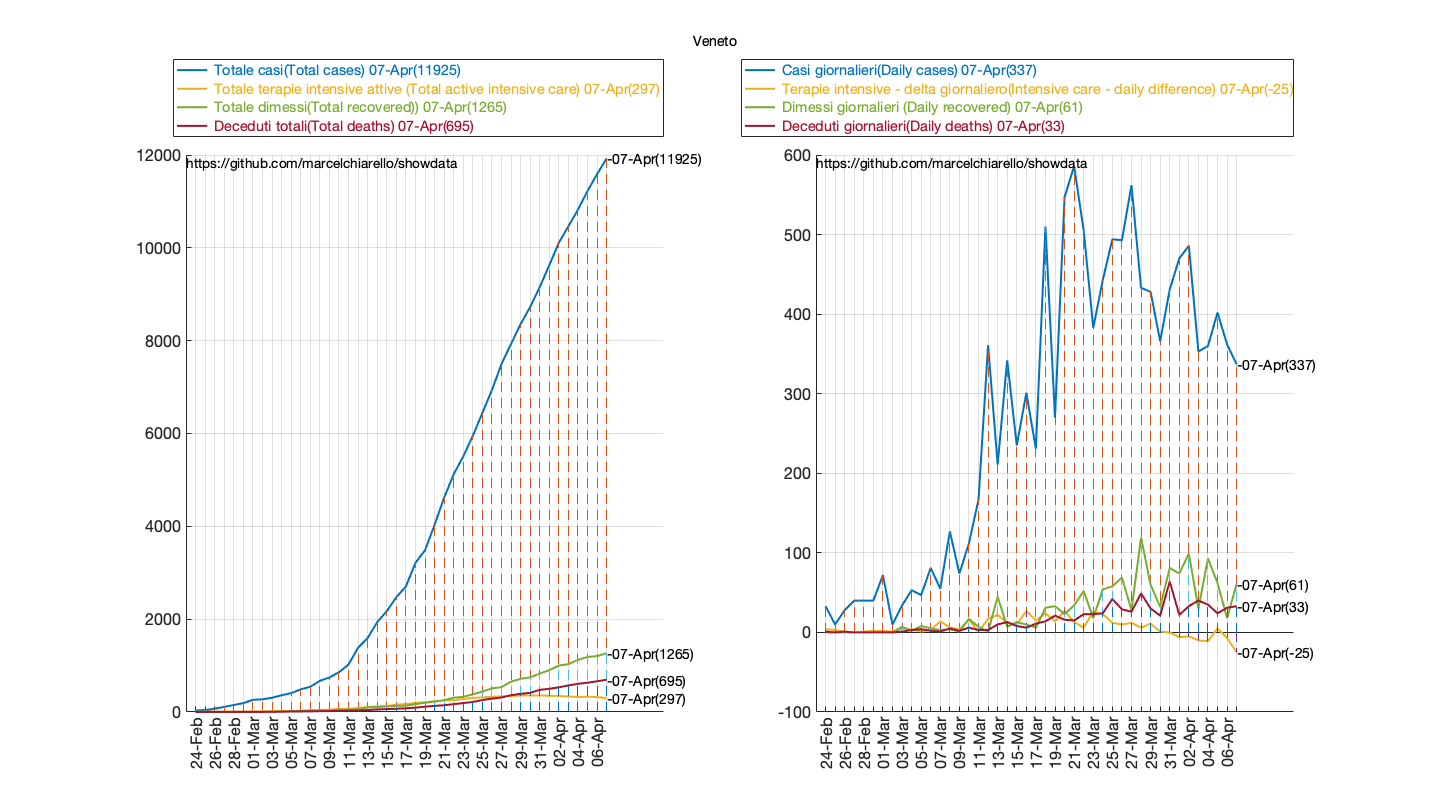 Veneto
Totale casi(Total cases) 07-Apr(11925)
Totale terapie intensive attive (Total active intensive care) 07-Apr(297)
Totale dimessi(Total recovered)) 07-Apr(1265)
Deceduti totali(Total deaths) 07-Apr(695)
https://github.com/marcelchiarello/showdata
12000
10000
8000
6000
4000
2000
0
-07-Apr(11925)
-07-Apr(1265)
-07-Apr(695)
-07-Apr(297)
24-Feb
26-Feb
28-Feb
01-Mar
03-Mar
05-Mar
07-Mar
09-Mar
11-Mar
13-Mar
15-Mar
17-Mar
19-Mar
21-Mar
23-Mar
25-Mar
27-Mar
29-Mar
31-Mar
02-Apr
04-Apr
06-Apr
Casi giornalieri(Daily cases) 07-Apr(337)
Terapie intensive - delta giornaliero(Intensive care - daily difference) 07-Apr(-25)
Dimessi giornalieri (Daily recovered) 07-Apr(61)
Deceduti giornalieri(Daily deaths) 07-Apr(33)
https://github.com/marcelchiarello/showdata
600
500
400
300
200
100
0
-100
-07-Apr(337)
-07-Apr(61)
-07-Apr(33)
-07-Apr(-25)
24-Feb
26-Feb
28-Feb
01-Mar
03-Mar
05-Mar
07-Mar
09-Mar
11-Mar
13-Mar
15-Mar
17-Mar
19-Mar
21-Mar
23-Mar
25-Mar
27-Mar
29-Mar
31-Mar
02-Apr
04-Apr
06-Apr